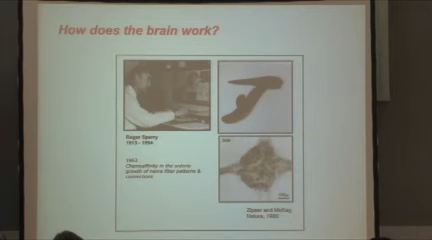 How does the brain work?
Roger Sperry
1913 - 1994
1963
Chemoaffinity in the orderly
growth of nerve fiber patterns &
connections
Zipser and McKay,
Nature,